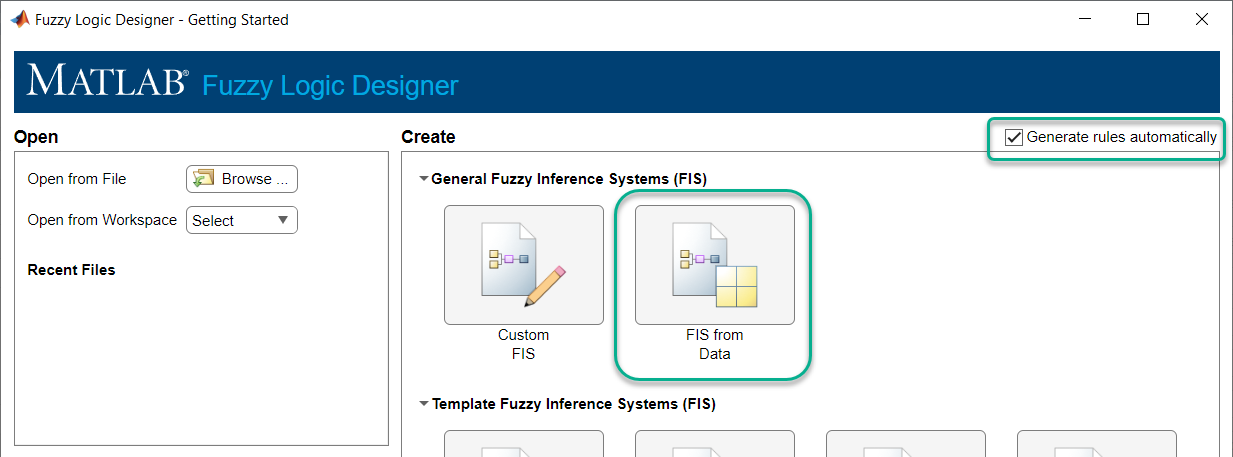 Fuzzy Logic Designer - Getting Started
MATLAB® Fuzzy Logic Designer
Open
Open from File Browse ...
Open from Workspace Select
Recent Files
Create
Generate rules automatically
General Fuzzy Inference Systems (FIS)
Custom
FIS
FIS from
Data
Template Fuzzy Inference Systems (FIS)